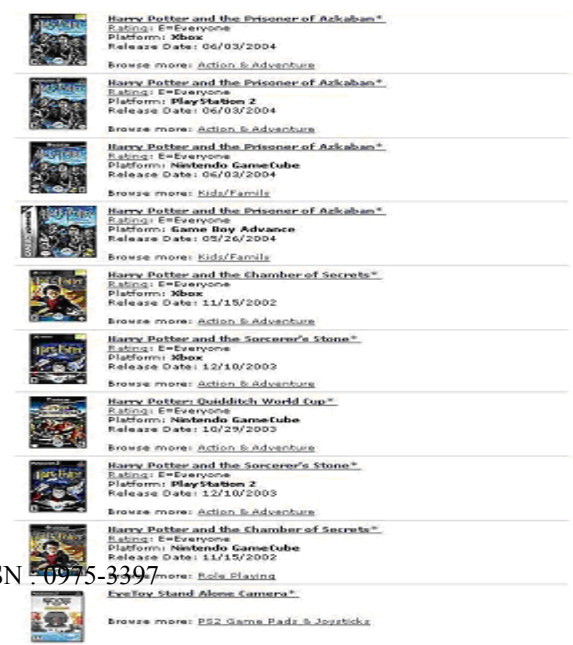 Harry Potter and the Prisoner of Azkaban*
Rating: E=Everyone
Platform: Xbox
Release Date: 06/03/2004
Browse more: Action & Adventure
Harry Potter and the Prisoner of Azkaban*
Rating: E=Everyone
Platform: PlayStation 2
Release Date: 06/03/2004
Browse more: Action & Adventure
Harry Potter and the Prisoner of Azkaban*
Rating: E=Everyone
Platform: Nintendo GameCube
Release Date: 06/03/2004
Browse more: Kids/Family
Harry Potter and the Prisoner of Azkaban*
Rating: E=Everyone
Platform: Game Boy Advance
Release Date: 05/26/2004
Browse more: Kids/Family
Harry Potter and the Chamber of Secrets*
Rating: E=Everyone
Platform: Xbox
Release Date: 11/15/2002
Browse more: Action & Adventure
Harry Potter and the Sorcerer's Stone*
Rating: E=Everyone
Platform: Xbox
Release Date: 12/10/2003
Browse more: Action & Adventure
Harry Potter: Quidditch World Cup*
Rating: E=Everyone
Platform: Nintendo GameCube
Release Date: 10/29/2003
Browse more: Action & Adventure
Harry Potter and the Sorcerer's Stone*
Rating: E=Everyone
Platform: PlayStation 2
Release Date: 12/10/2003
Browse more: Action & Adventure
Harry Potter and the Chamber of Secrets*
Rating: E=Everyone
Platform: Nintendo GameCube
Release Date: 11/15/2002
Browse more: Role Playing
SN : 0975-3397
EyeToy Stand Alone Camera*
Browse more: PS2 Game Pads & Joysticks